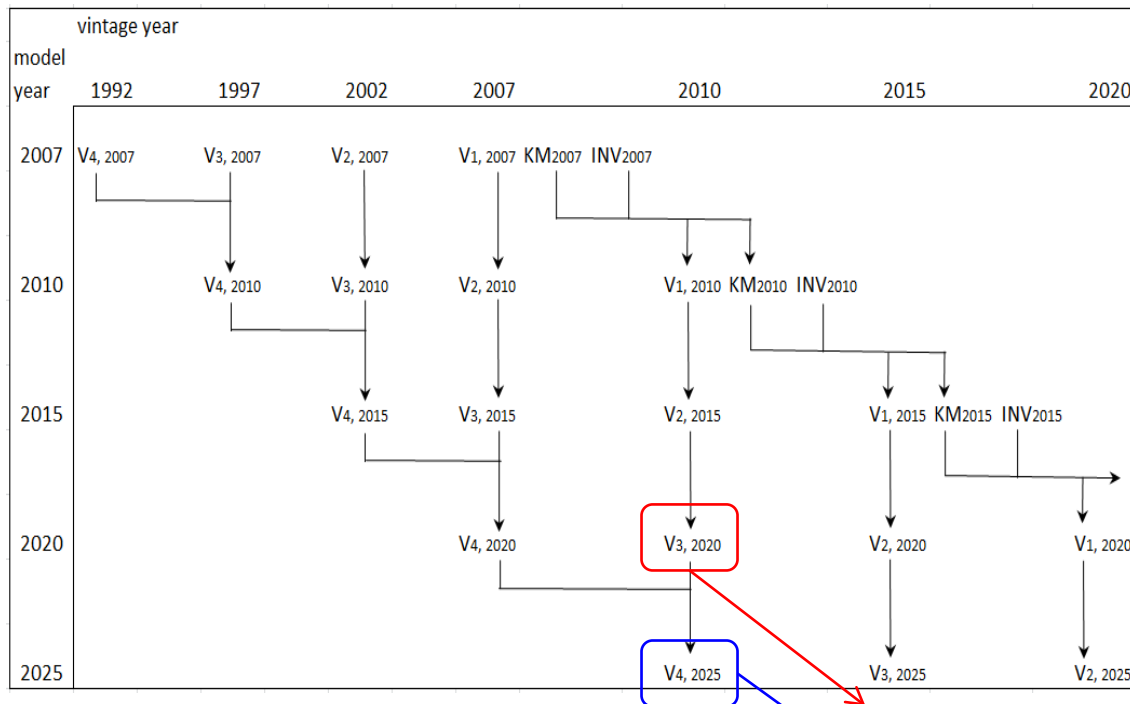 vintage year
model
year 1992 1997 2002 2007 2010 2015 2020
2007 V4, 2007 V3, 2007 V2, 2007 V1, 2007 KM2007 INV2007
2010 V4, 2010 V3, 2010 V2, 2010 V1, 2010 KM2010 INV2010
2015 V4, 2015 V3, 2015 V2, 2015 V1, 2015 KM2015 INV2015
2020 V4, 2020 V3, 2020 V2, 2020 V1, 2020
2025 V4, 2025 V3, 2025 V2, 2025